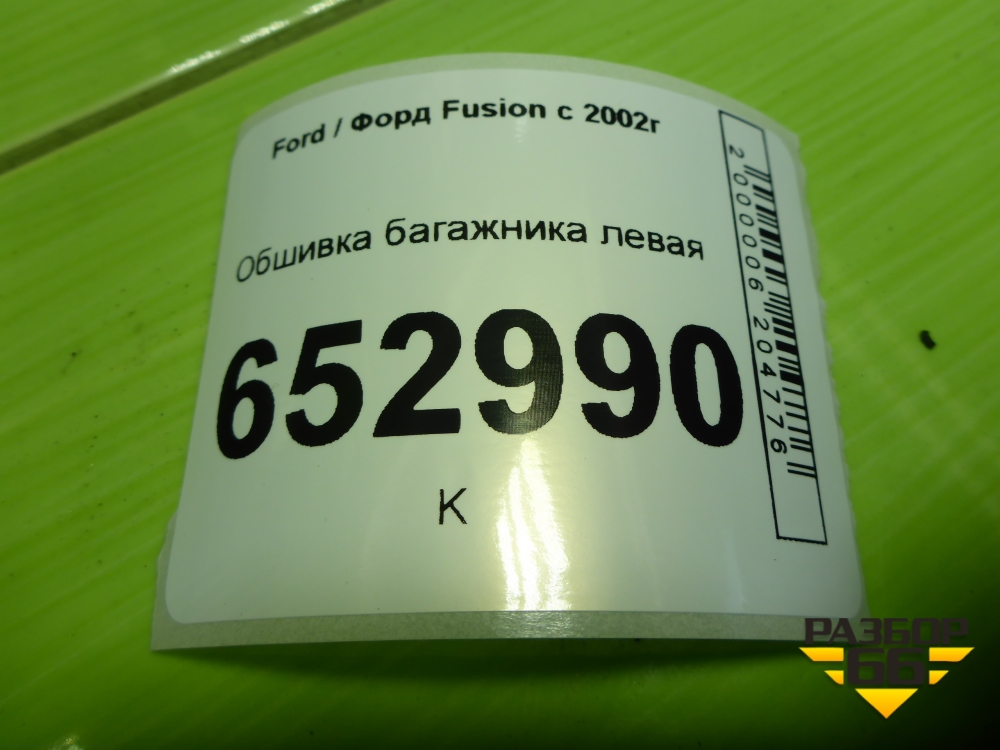 Ford / Форд Fusion с 2002г
Обшивка багажника левая
652990
К
2000006204776
РАЗБОР
66